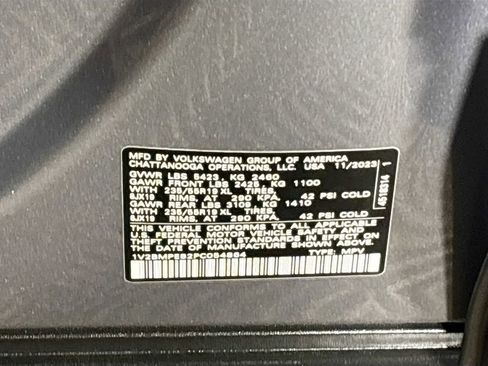 MFD BY VOLKSWAGEN GROUP OF AMERICA
CHATTANOOGA OPERATIONS, LLC. USA 11/2023
GVWR LBS 5423, KG 2460
GAWR FRONT LBS 2425, KG 1100
WITH 235/55R19 XL TIRES,
8JX19 RIMS, AT 290 KPA, 42 PSI COLD
GAWR REAR LBS 3109, KG 1410
WITH 235/55R19 XL TIRES,
8JX19 RIMS, AT 290 KPA, 42 PSI COLD
THIS VEHICLE CONFORMS TO ALL APPLICABLE
U.S. FEDERAL MOTOR VEHICLE SAFETY AND
THEFT PREVENTION STANDARDS IN EFFECT ON
THE DATE OF MANUFACTURE SHOWN ABOVE.
1V2BMPE82PC054864 TYPE: MPV
4518314 1